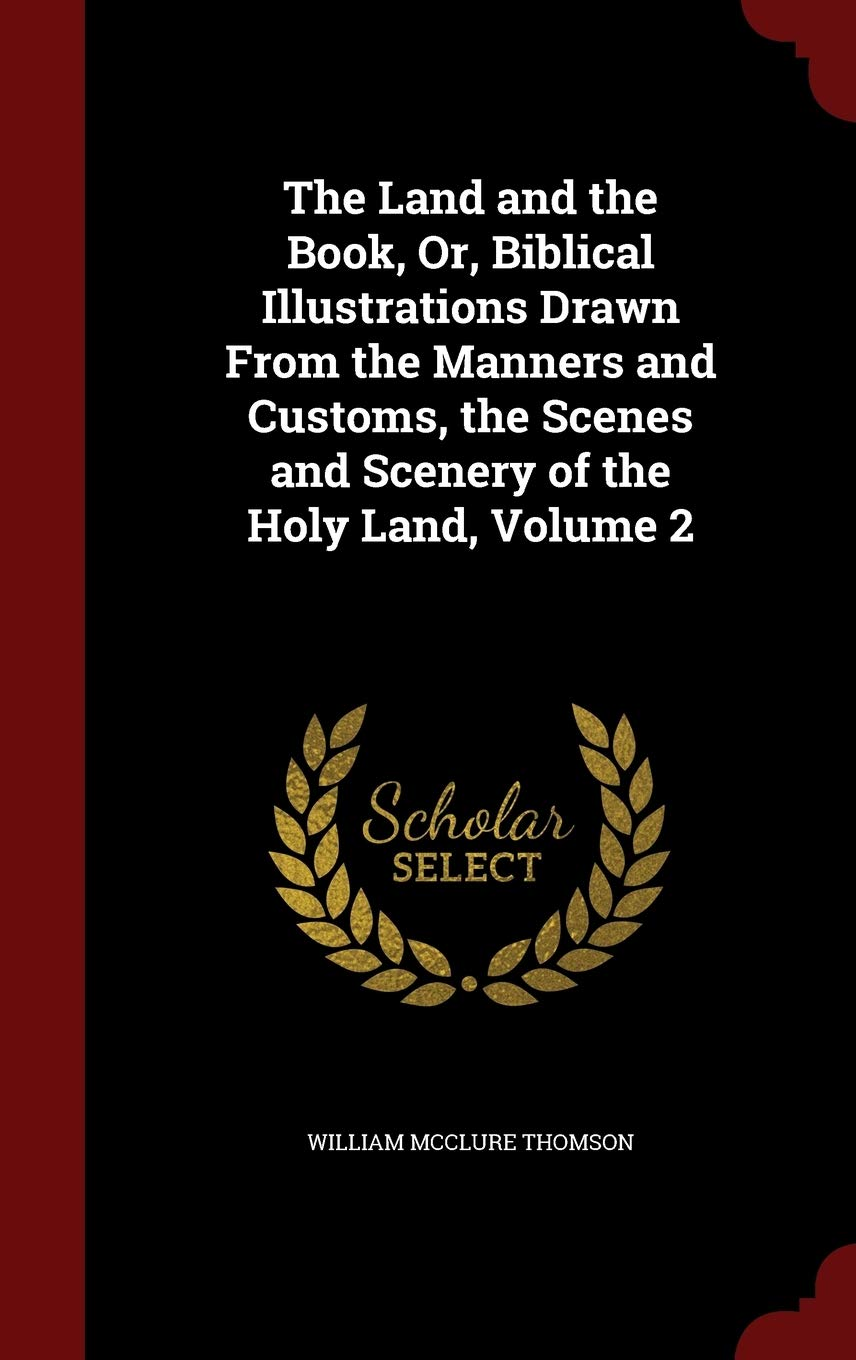 The Land and the
Book, Or, Biblical
Illustrations Drawn
From the Manners and
Customs, the Scenes
and Scenery of the
Holy Land, Volume 2
Scholar
SELECT
WILLIAM MCCLURE THOMSON